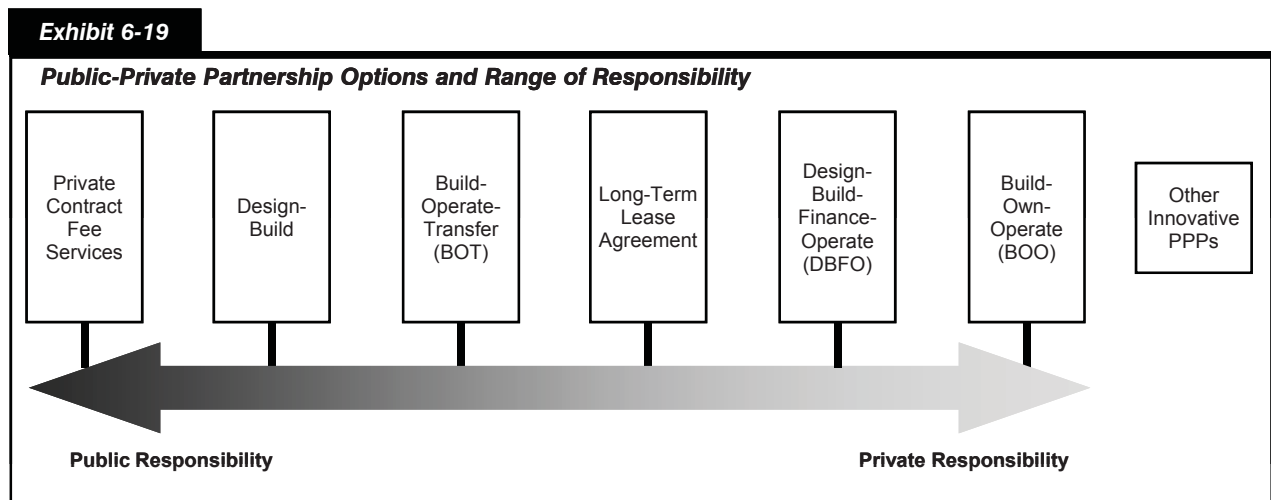 Exhibit 6-19
Public-Private Partnership Options and Range of Responsibility
Private
Contract
Fee
Services
Design-
Build
Build-
Operate-
Transfer
(BOT)
Long-Term
Lease
Agreement
Design-
Build-
Finance-
Operate
(DBFO)
Build-
Own-
Operate
(BOO)
Other
Innovative
PPPs
Public Responsibility
Private Responsibility